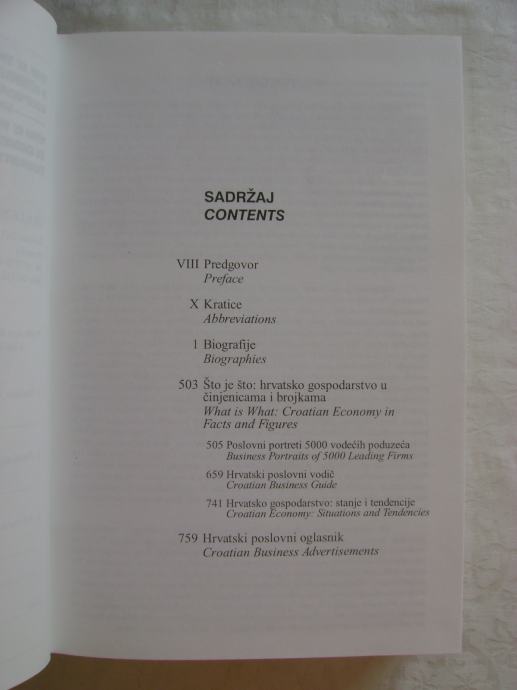 SADRŽAJ
CONTENTS
VIII Predgovor
Preface
X Kratice
Abbreviations
1 Biografije
Biographies
503 Što je što: hrvatsko gospodarstvo u
činjenicama i brojkama
What is What: Croatian Economy in
Facts and Figures
505 Poslovni portreti 5000 vodećih poduzeća
Business Portraits of 5000 Leading Firms
659 Hrvatski poslovni vodič
Croatian Business Guide
741 Hrvatsko gospodarstvo: stanje i tendencije
Croatian Economy: Situations and Tendencies
759 Hrvatski poslovni oglasnik
Croatian Business Advertisements